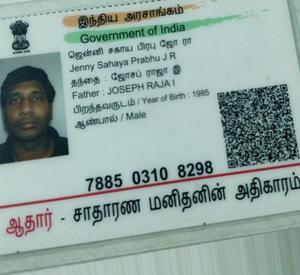 இந்திய அரசாங்கம்
Government of India
ஜென்னி சகாய பிரபு ஜோ ரா
Jenny Sahaya Prabhu J R
தந்தை : ஜோசப் ராஜா இ
Father : JOSEPH RAJA I
பிறந்தவருடம் / Year of Birth : 1985
ஆண்பால் / Male
7885 0310 8298
ஆதார் - சாதாரண மனிதனின் அதிகாரம்